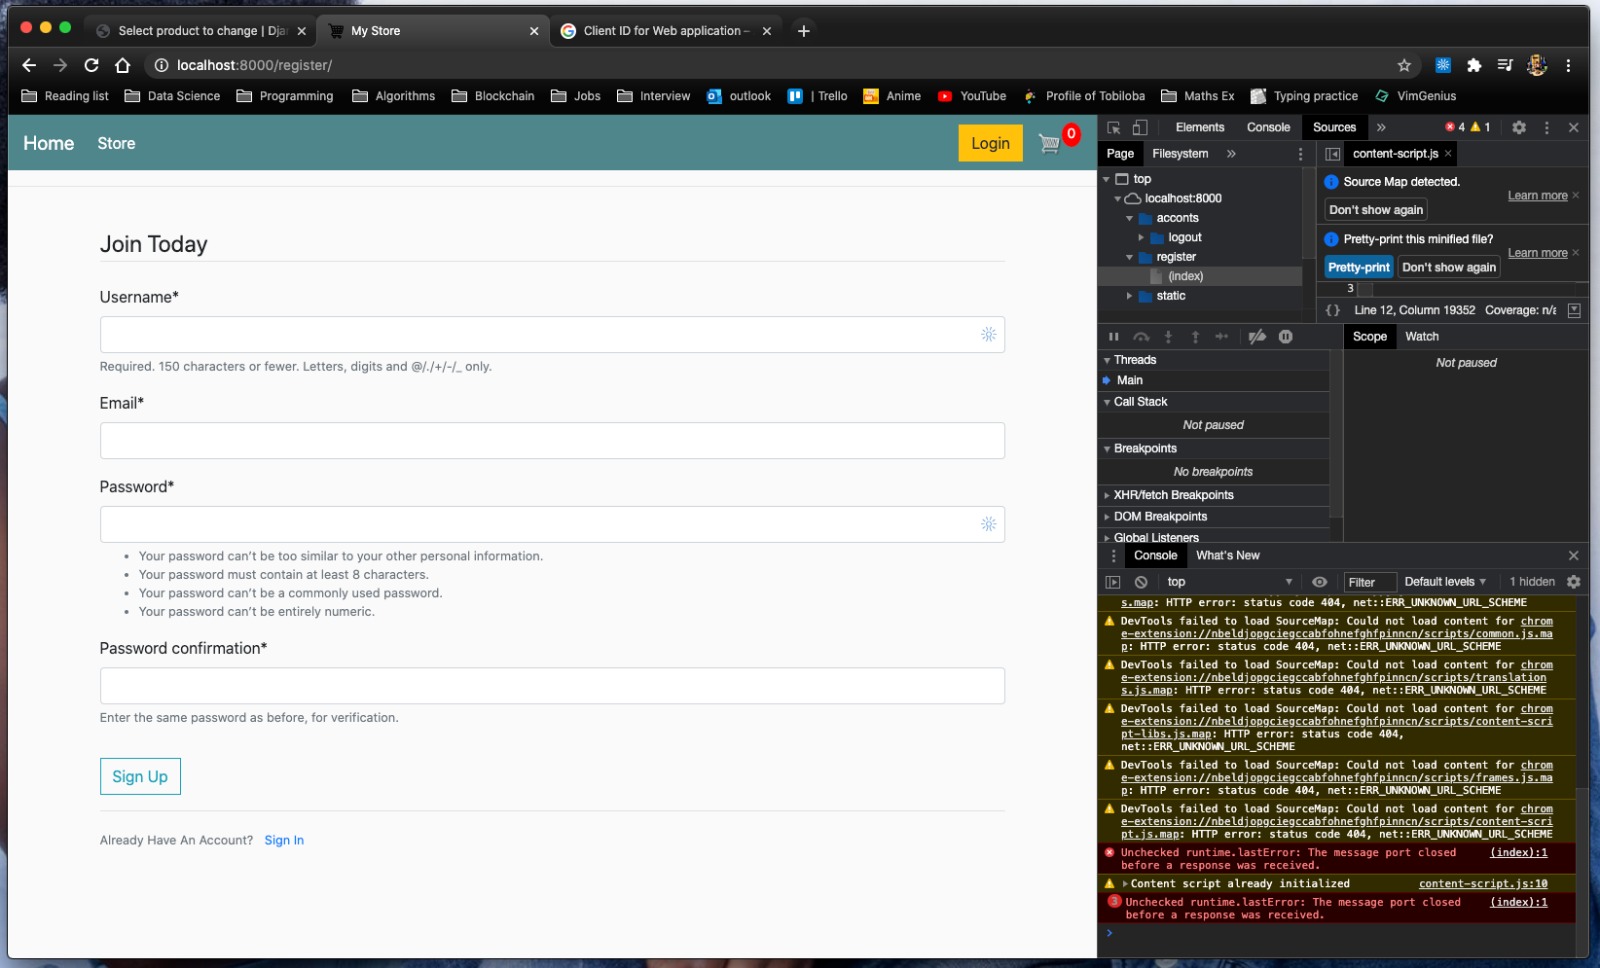 Select product to change | Djan
My Store
Client ID for Web application –
localhost:8000/register/
Reading list
Data Science
Programming
Algorithms
Blockchain
Jobs
Interview
outlook
| Trello
Anime
YouTube
Profile of Tobiloba
Maths Ex
Typing practice
VimGenius
Home
Store
Login
0
Join Today
Username*
Required. 150 characters or fewer. Letters, digits and @/./+/-/_ only.
Email*
Password*
Your password can't be too similar to your other personal information.
Your password must contain at least 8 characters.
Your password can't be a commonly used password.
Your password can't be entirely numeric.
Password confirmation*
Enter the same password as before, for verification.
Sign Up
Already Have An Account? Sign In
Elements
Console
Sources
»
4
1
Page
Filesystem
»
content-script.js
top
localhost:8000
acconts
logout
register
(index)
static
Source Map detected.
Learn more
Don't show again
Pretty-print this minified file?
Learn more
Pretty-print
Don't show again
3
{} Line 12, Column 19352 Coverage: n/a
Scope
Watch
Not paused
Threads
Main
Call Stack
Not paused
Breakpoints
No breakpoints
XHR/fetch Breakpoints
DOM Breakpoints
Global Listeners
Console
What's New
top
Filter
Default levels
1 hidden
s.map: HTTP error: status code 404, net::ERR_UNKNOWN_URL_SCHEME
DevTools failed to load SourceMap: Could not load content for chrom
e-extension://nbeldjopgciegccabfohnefghfpinncn/scripts/common.js.ma
p: HTTP error: status code 404, net::ERR_UNKNOWN_URL_SCHEME
DevTools failed to load SourceMap: Could not load content for chrom
e-extension://nbeldjopgciegccabfohnefghfpinncn/scripts/translation
s.js.map: HTTP error: status code 404, net::ERR_UNKNOWN_URL_SCHEME
DevTools failed to load SourceMap: Could not load content for chrom
e-extension://nbeldjopgciegccabfohnefghfpinncn/scripts/content-scri
pt-libs.js.map: HTTP error: status code 404,
net::ERR_UNKNOWN_URL_SCHEME
DevTools failed to load SourceMap: Could not load content for chrom
e-extension://nbeldjopgciegccabfohnefghfpinncn/scripts/frames.js.ma
p: HTTP error: status code 404, net::ERR_UNKNOWN_URL_SCHEME
DevTools failed to load SourceMap: Could not load content for chrom
e-extension://nbeldjopgciegccabfohnefghfpinncn/scripts/content-scri
pt.js.map: HTTP error: status code 404, net::ERR_UNKNOWN_URL_SCHEME
Unchecked runtime.lastError: The message port closed (index):1
before a response was received.
Content script already initialized content-script.js:10
3 Unchecked runtime.lastError: The message port closed (index):1
before a response was received.